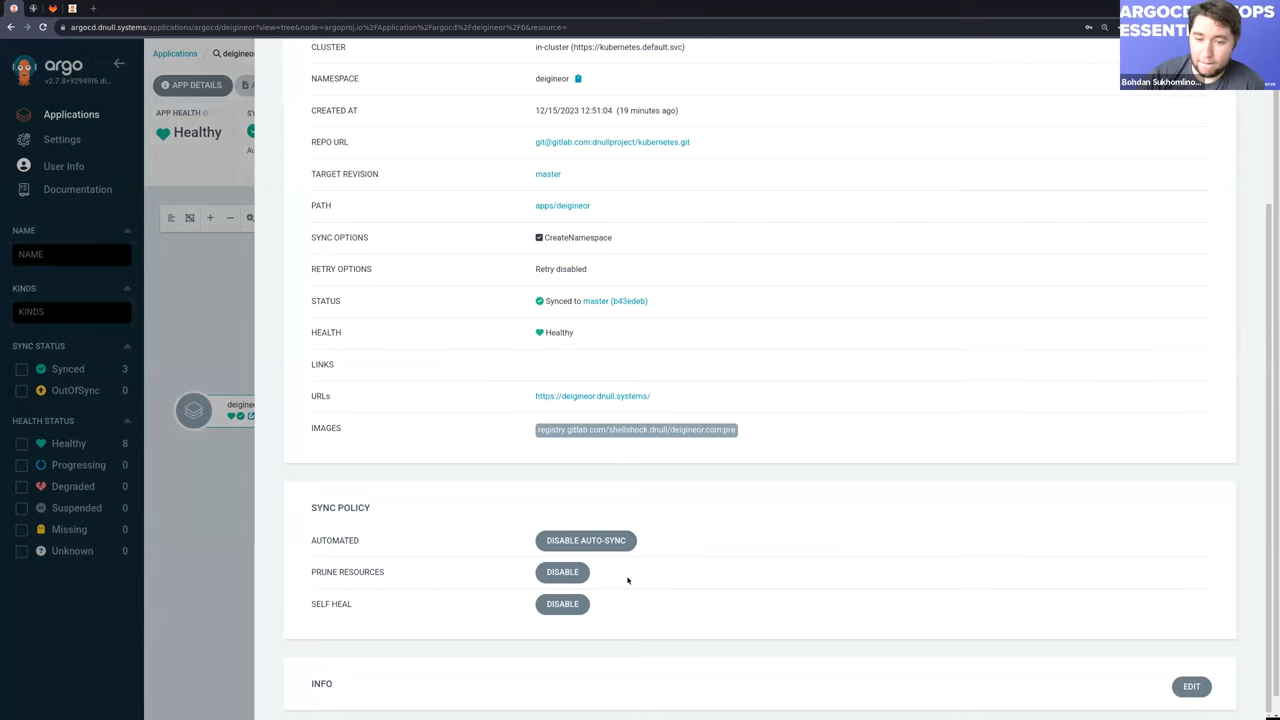 argocd.dnull.systems/applications/argocd/deigineor?view=tree&node=argoproj.io%2FApplication%2Fargocd%2Fdeigineor%2F0&resource=
ARGOCD
OPS
ESSENTI
Bohdan Sukhomlino...
argo
v2.7.8+92949f6.di...
Applications
Settings
User Info
Documentation
NAME
NAME
KINDS
KINDS
SYNC STATUS
Synced 3
OutOfSync 0
HEALTH STATUS
Healthy 8
Progressing 0
Degraded 0
Suspended 0
Missing 0
Unknown 0
Applications / deigineo
APP DETAILS
APP HEALTH
Healthy
SY
Au
deigine
CLUSTER in-cluster (https://kubernetes.default.svc)
NAMESPACE deigineor
CREATED AT 12/15/2023 12:51:04 (19 minutes ago)
REPO URL git@gitlab.com:dnullproject/kubernetes.git
TARGET REVISION master
PATH apps/deigineor
SYNC OPTIONS CreateNamespace
RETRY OPTIONS Retry disabled
STATUS Synced to master (b43edeb)
HEALTH Healthy
LINKS
URLs https://deigineor.dnull.systems/
IMAGES registry.gitlab.com/shellshock.dnull/deigineor.com:pre
SYNC POLICY
AUTOMATED DISABLE AUTO-SYNC
PRUNE RESOURCES DISABLE
SELF HEAL DISABLE
INFO EDIT